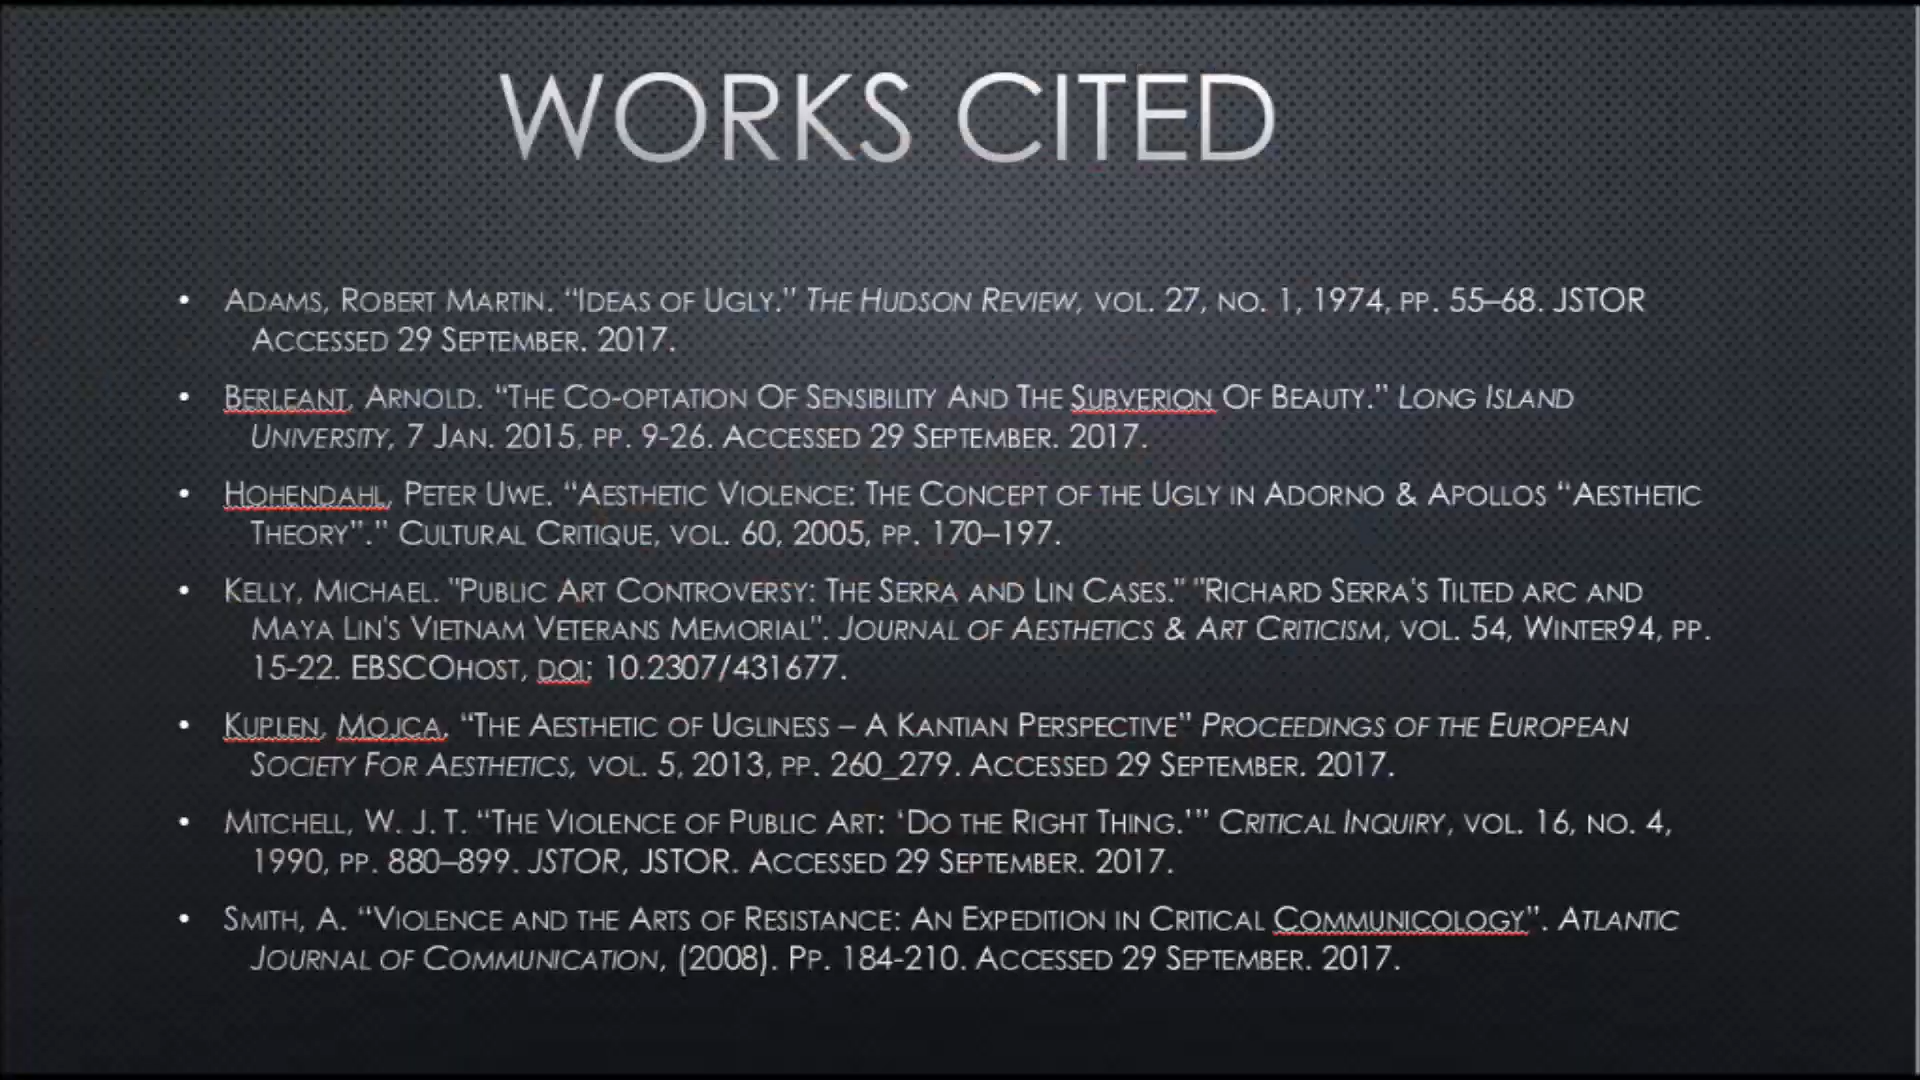 WORKS CITED
• ADAMS, ROBERT MARTIN. “IDEAS OF UGLY.” THE HUDSON REVIEW, VOL. 27, NO. 1, 1974, PP. 55–68. JSTOR
ACCESSED 29 SEPTEMBER. 2017.
• BERLEANT, ARNOLD. “THE CO-OPTATION OF SENSIBILITY AND THE SUBVERION OF BEAUTY.” LONG ISLAND
UNIVERSITY, 7 JAN. 2015, PP. 9-26. ACCESSED 29 SEPTEMBER. 2017.
• HOHENDAHL, PETER UWE. “AESTHETIC VIOLENCE: THE CONCEPT OF THE UGLY IN ADORNO & APOLLOS “AESTHETIC
THEORY”.” CULTURAL CRITIQUE, VOL. 60, 2005, PP. 170–197.
• KELLY, MICHAEL. "PUBLIC ART CONTROVERSY: THE SERRA AND LIN CASES." "RICHARD SERRA'S TILTED ARC AND
MAYA LIN'S VIETNAM VETERANS MEMORIAL". JOURNAL OF AESTHETICS & ART CRITICISM, VOL. 54, WINTER94, PP.
15-22. EBSCOHOST, DOI: 10.2307/431677.
• KUPLEN, MOJCA. “THE AESTHETIC OF UGLINESS – A KANTIAN PERSPECTIVE” PROCEEDINGS OF THE EUROPEAN
SOCIETY FOR AESTHETICS, VOL. 5, 2013, PP. 260_279. ACCESSED 29 SEPTEMBER. 2017.
• MITCHELL, W. J. T. “THE VIOLENCE OF PUBLIC ART: ‘DO THE RIGHT THING.’” CRITICAL INQUIRY, VOL. 16, NO. 4,
1990, PP. 880–899. JSTOR, JSTOR. ACCESSED 29 SEPTEMBER. 2017.
• SMITH, A. “VIOLENCE AND THE ARTS OF RESISTANCE: AN EXPEDITION IN CRITICAL COMMUNICOLOGY”. ATLANTIC
JOURNAL OF COMMUNICATION, (2008). PP. 184-210. ACCESSED 29 SEPTEMBER. 2017.